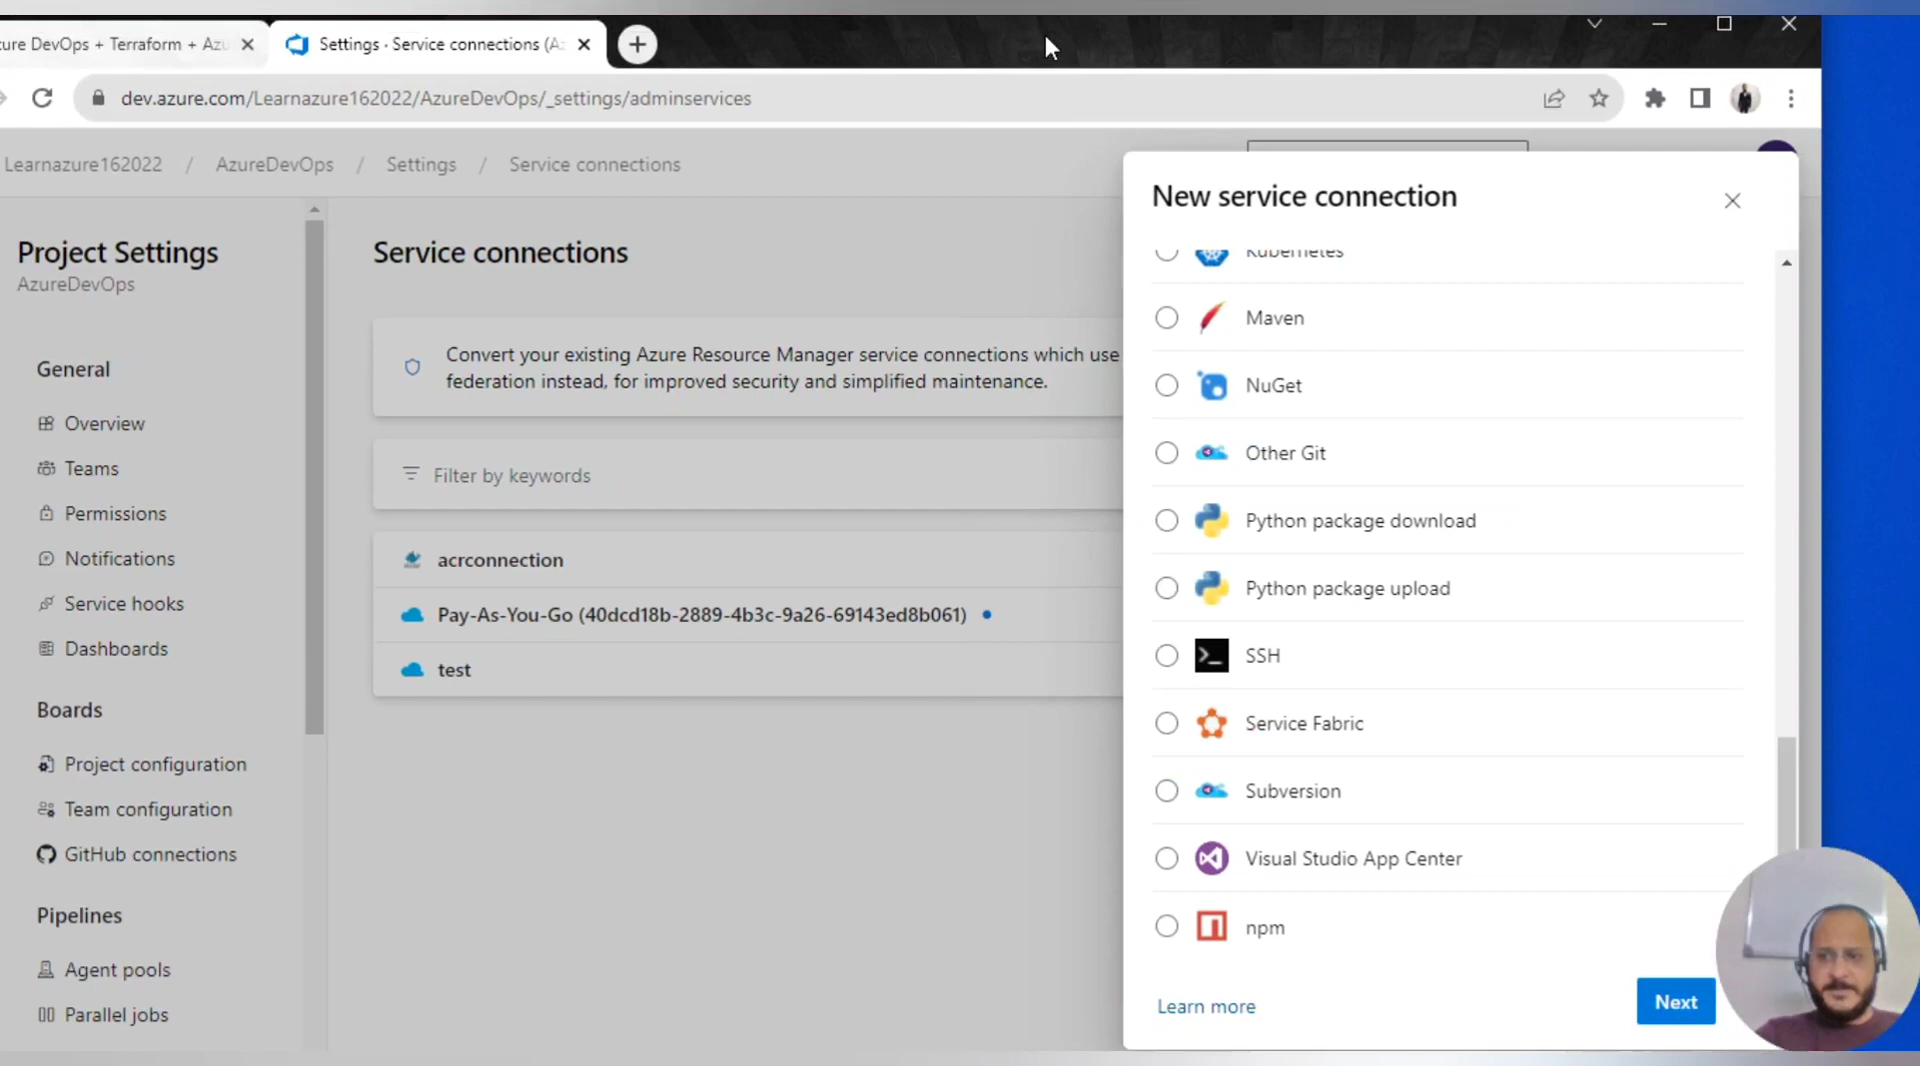 ure DevOps + Terraform + Azu
Settings · Service connections (Az
dev.azure.com/Learnazure162022/AzureDevOps/_settings/adminservices
Learnazure162022 / AzureDevOps / Settings / Service connections
Project Settings
AzureDevOps
General
Overview
Teams
Permissions
Notifications
Service hooks
Dashboards
Boards
Project configuration
Team configuration
GitHub connections
Pipelines
Agent pools
Parallel jobs
Service connections
Convert your existing Azure Resource Manager service connections which use
federation instead, for improved security and simplified maintenance.
Filter by keywords
acrconnection
Pay-As-You-Go (40dcd18b-2889-4b3c-9a26-69143ed8b061)
test
New service connection
Kubernetes
Maven
NuGet
Other Git
Python package download
Python package upload
SSH
Service Fabric
Subversion
Visual Studio App Center
npm
Learn more
Next